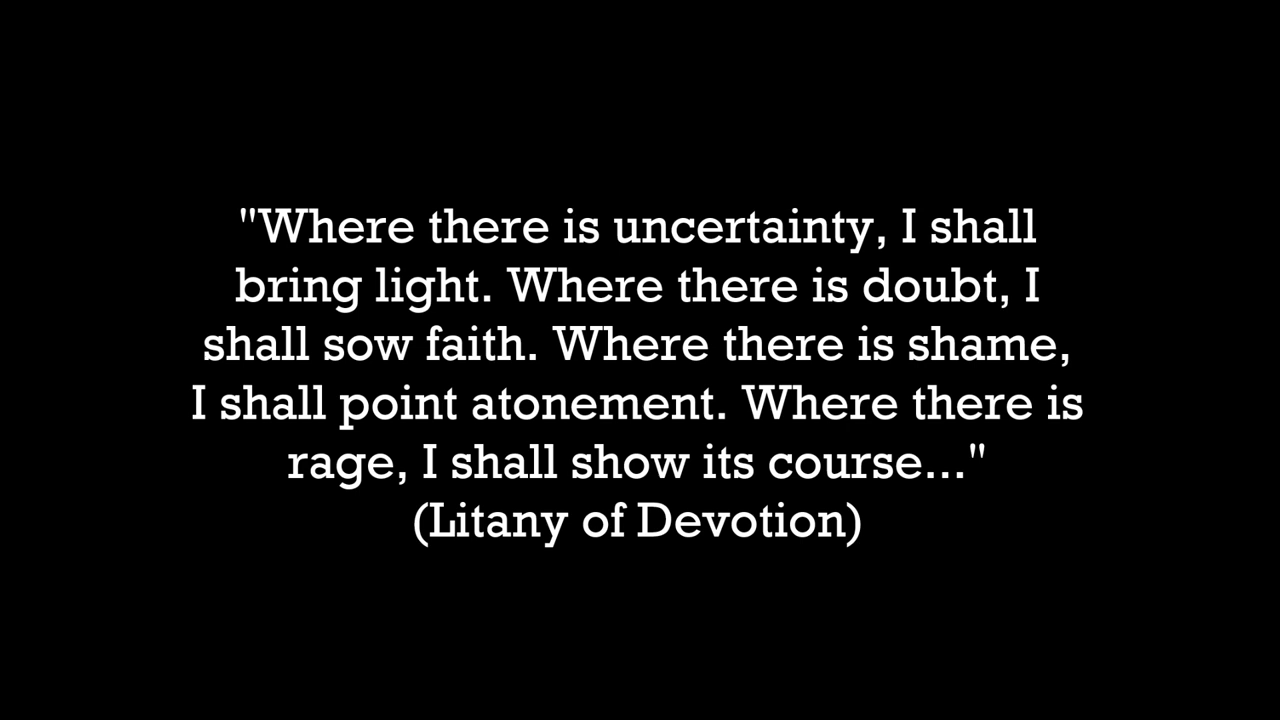 "Where there is uncertainty, I shall
bring light. Where there is doubt, I
shall sow faith. Where there is shame,
I shall point atonement. Where there is
rage, I shall show its course..."
(Litany of Devotion)